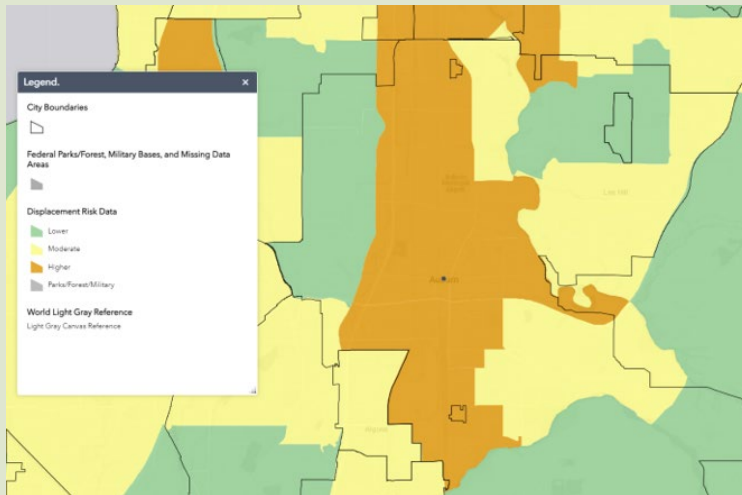 Legend.
×
City Boundaries
Federal Parks/Forest, Military Bases, and Missing Data
Areas
Displacement Risk Data
Lower
Moderate
Higher
Parks/Forest/Military
World Light Gray Reference
Light Gray Canvas Reference
Auburn